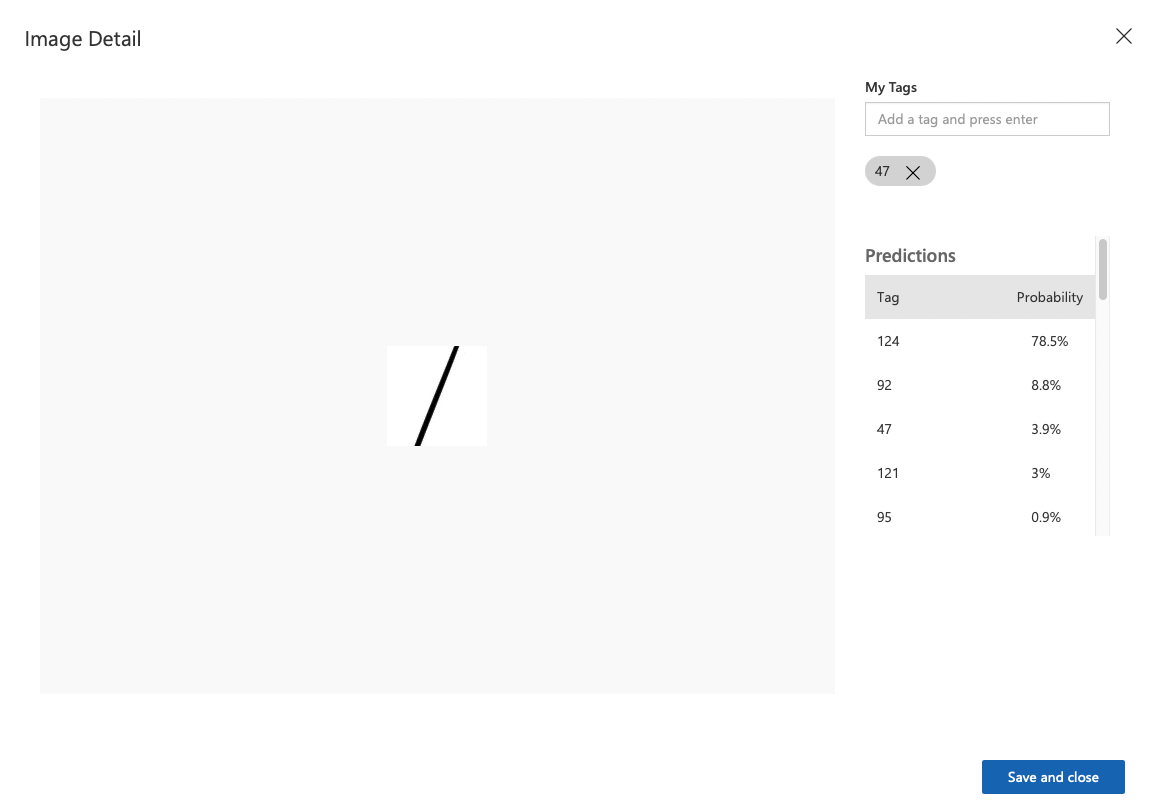 Image Detail
My Tags
Add a tag and press enter
47
/
Predictions
Tag Probability
124 78.5%
92 8.8%
47 3.9%
121 3%
95 0.9%
Save and close